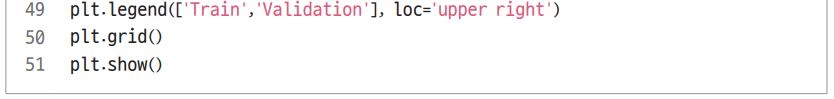 49 plt.legend(['Train','Validation'], loc='upper right')
50 plt.grid()
51 plt.show()